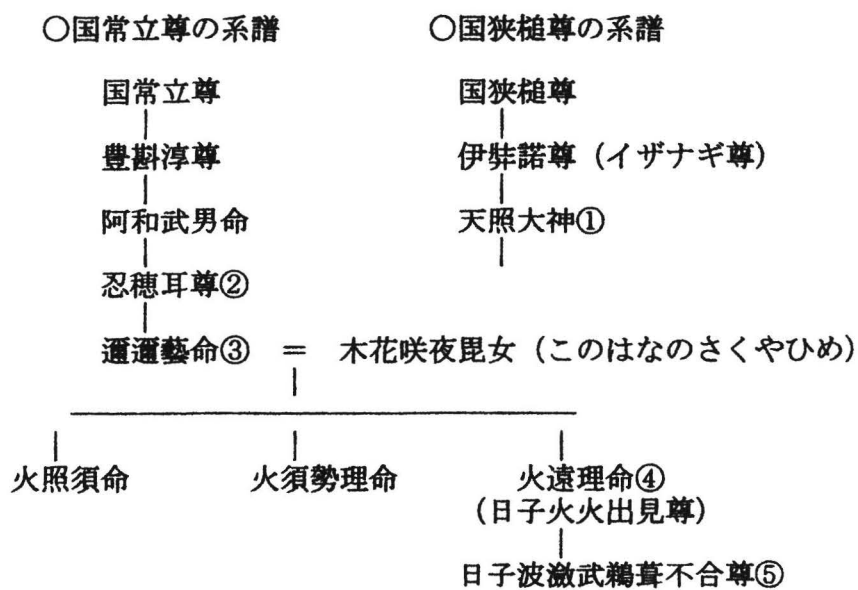 〇国常立尊の系譜 〇国狭槌尊の系譜
国常立尊 国狭槌尊
豊斟渟尊 伊弉諾尊（イザナギ尊）
阿和武男命 天照大神①
忍穂耳尊②
邇邇藝命③ ＝ 木花咲夜毘女（このはなのさくやひめ）
火照須命 火須勢理命 火遠理命④
（日子火火出見尊）
日子波瀲武鵜葺不合尊⑤